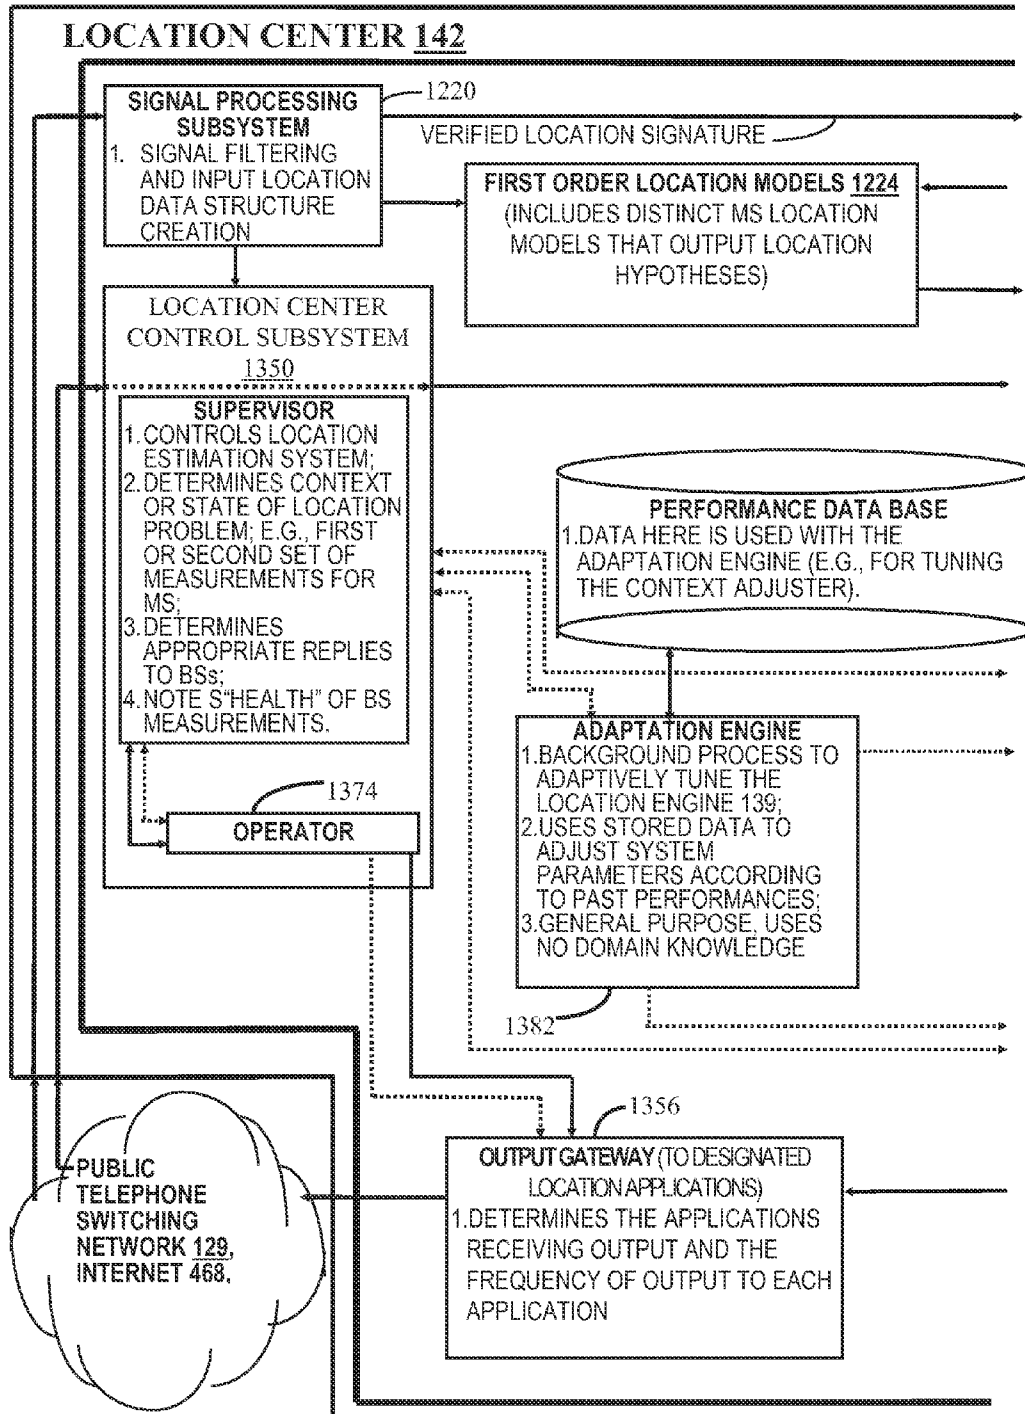 LOCATION CENTER 142
SIGNAL PROCESSING
SUBSYSTEM
1. SIGNAL FILTERING
AND INPUT LOCATION
DATA STRUCTURE
CREATION
1220
VERIFIED LOCATION SIGNATURE
FIRST ORDER LOCATION MODELS 1224
(INCLUDES DISTINCT MS LOCATION
MODELS THAT OUTPUT LOCATION
HYPOTHESES)
LOCATION CENTER
CONTROL SUBSYSTEM
1350
SUPERVISOR
1. CONTROLS LOCATION
ESTIMATION SYSTEM;
2. DETERMINES CONTEXT
OR STATE OF LOCATION
PROBLEM; E.G., FIRST
OR SECOND SET OF
MEASUREMENTS FOR
MS;
3. DETERMINES
APPROPRIATE REPLIES
TO BSs;
4. NOTE S"HEALTH" OF BS
MEASUREMENTS.
1374
OPERATOR
PERFORMANCE DATA BASE
1. DATA HERE IS USED WITH THE
ADAPTATION ENGINE (E.G., FOR TUNING
THE CONTEXT ADJUSTER).
ADAPTATION ENGINE
1. BACKGROUND PROCESS TO
ADAPTIVELY TUNE THE
LOCATION ENGINE 139;
2. USES STORED DATA TO
ADJUST SYSTEM
PARAMETERS ACCORDING
TO PAST PERFORMANCES;
3. GENERAL PURPOSE, USES
NO DOMAIN KNOWLEDGE
1382
1356
OUTPUT GATEWAY (TO DESIGNATED
LOCATION APPLICATIONS)
1. DETERMINES THE APPLICATIONS
RECEIVING OUTPUT AND THE
FREQUENCY OF OUTPUT TO EACH
APPLICATION
PUBLIC
TELEPHONE
SWITCHING
NETWORK 129,
INTERNET 468,